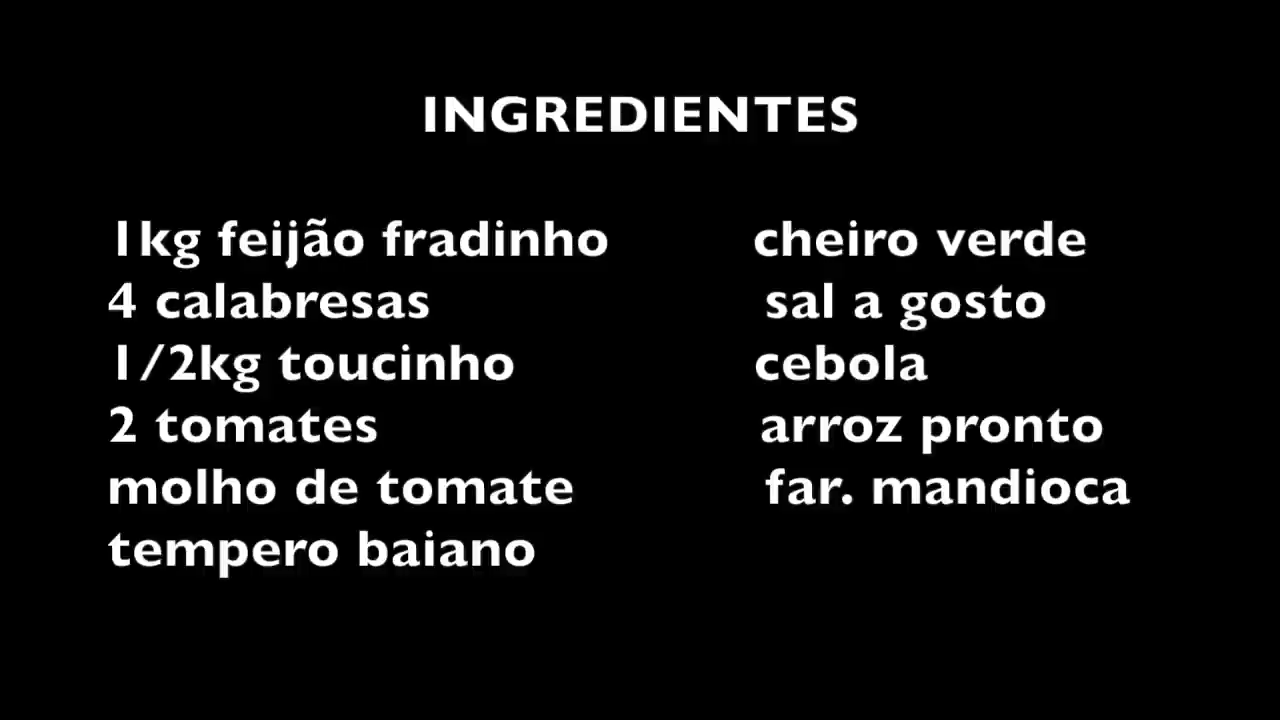 INGREDIENTES
1kg feijão fradinho
4 calabresas
1/2kg toucinho
2 tomates
molho de tomate
tempero baiano
cheiro verde
sal a gosto
cebola
arroz pronto
far. mandioca